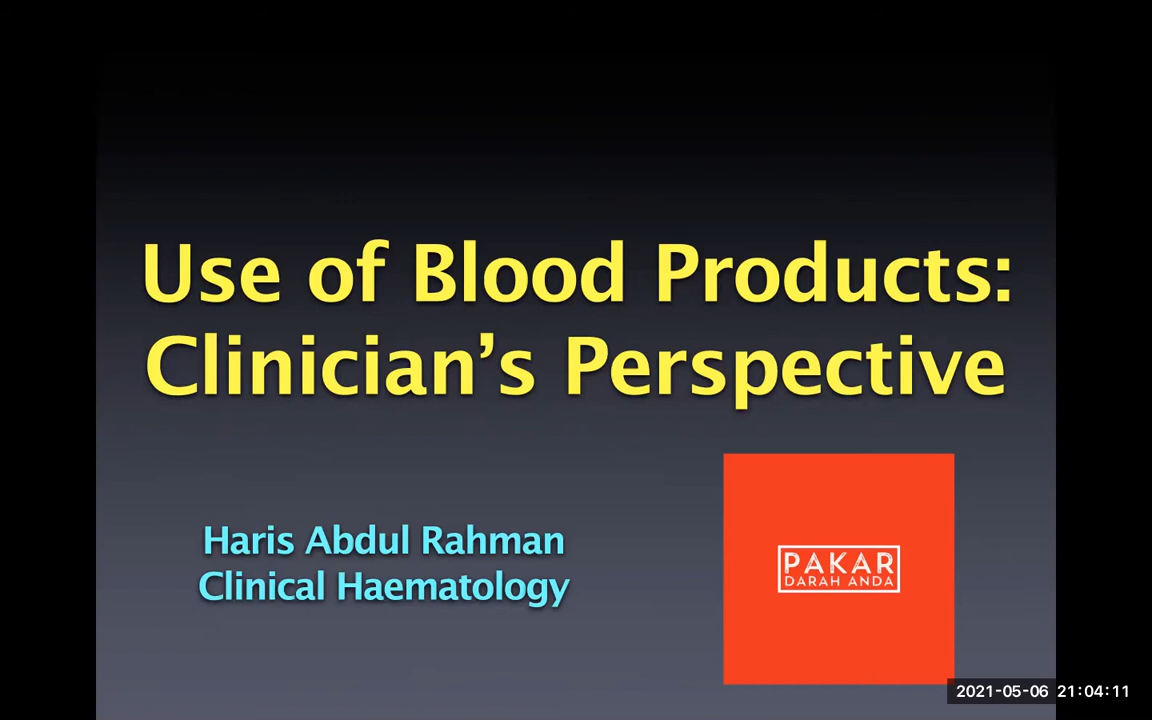 Use of Blood Products:
Clinician’s Perspective
Haris Abdul Rahman
Clinical Haematology
PAKAR
DARAH ANDA
2021-05-06 21:04:11